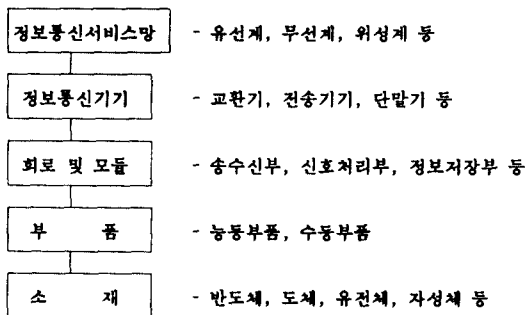 정보통신서비스망 - 유선계, 무선계, 위성계 등
정보통신기기 - 교환기, 전송기기, 단말기 등
회로 및 모듈 - 송수신부, 신호처리부, 정보저장부 등
부 품 - 능동부품, 수동부품
소 재 - 반도체, 도체, 유전체, 자성체 등